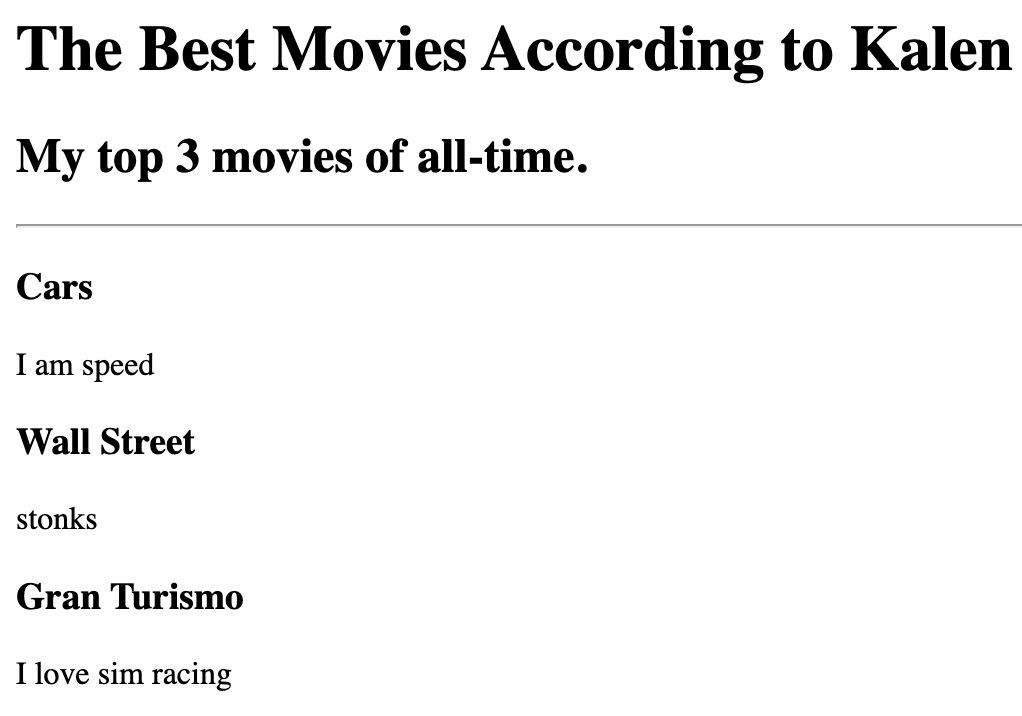 The Best Movies According to Kalen
My top 3 movies of all-time.
Cars
I am speed
Wall Street
stonks
Gran Turismo
I love sim racing